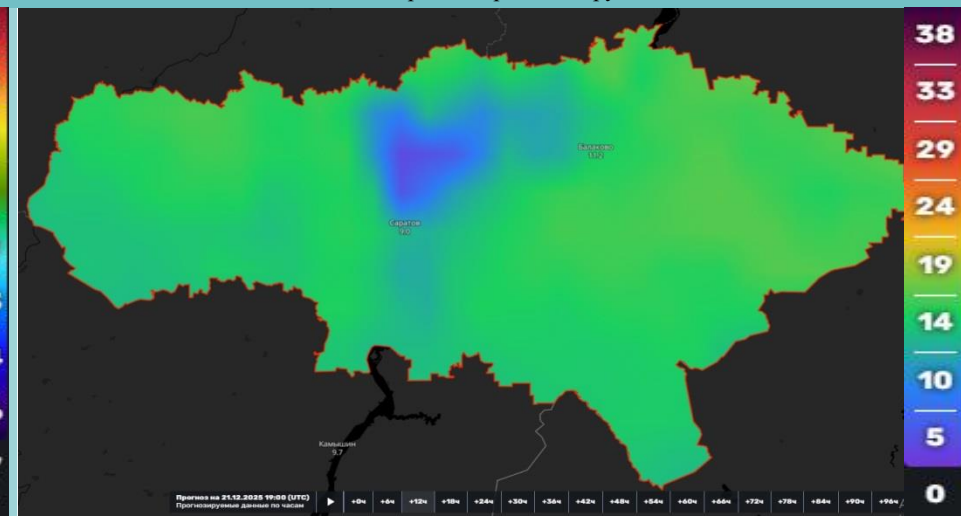 38
33
29
24
19
14
10
5
0
Балаково
11.2
Саратов
9.0
Камышин
9.7
Прогноз на 21.12.2025 19:00 (UTC)
Прогнозируемые данные по часам
+0ч +6ч +12ч +18ч +24ч +30ч +36ч +42ч +48ч +54ч +60ч +66ч +72ч +78ч +84ч +90ч +96ч